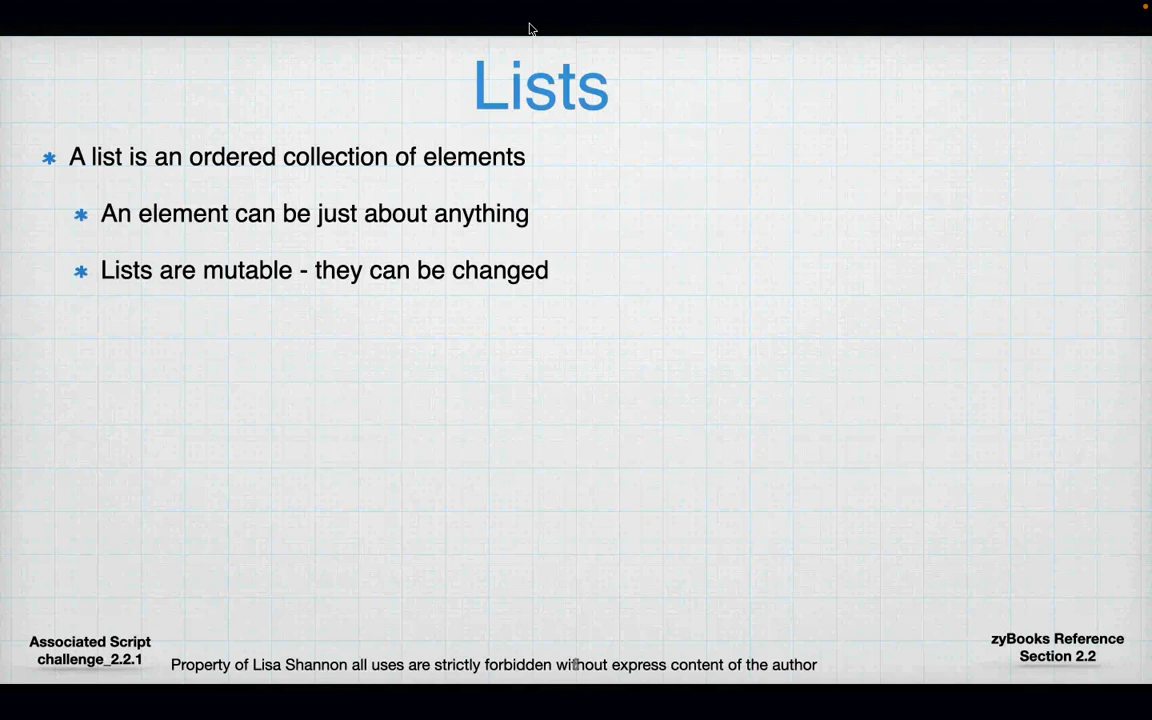 Lists
* A list is an ordered collection of elements
* An element can be just about anything
* Lists are mutable - they can be changed
Associated Script
challenge_2.2.1
Property of Lisa Shannon all uses are strictly forbidden without express content of the author
zyBooks Reference
Section 2.2